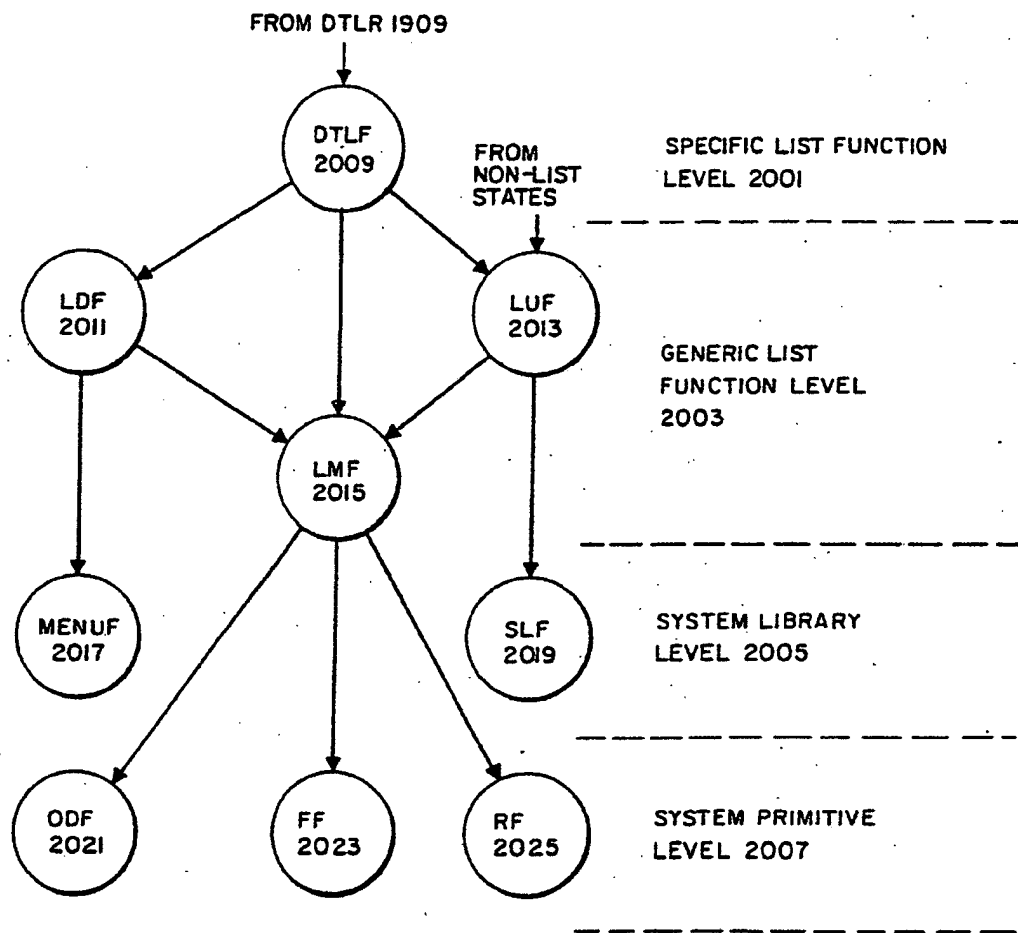 FROM DTLR 1909
DTLF
2009
FROM
NON-LIST
STATES
SPECIFIC LIST FUNCTION
LEVEL 2001
LDF
2011
LUF
2013
GENERIC LIST
FUNCTION LEVEL
2003
LMF
2015
MENUF
2017
SLF
2019
SYSTEM LIBRARY
LEVEL 2005
ODF
2021
FF
2023
RF
2025
SYSTEM PRIMITIVE
LEVEL 2007